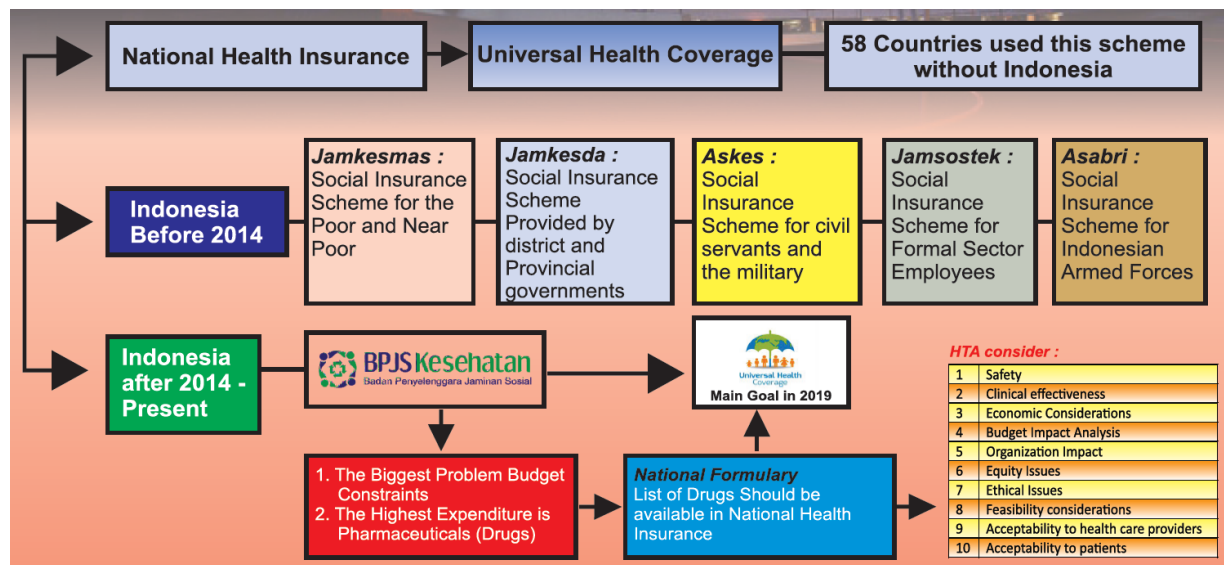 National Health Insurance
Universal Health Coverage
58 Countries used this scheme
without Indonesia
Indonesia
Before 2014
Jamkesmas :
Social Insurance
Scheme for the
Poor and Near
Poor
Jamkesda :
Social Insurance
Scheme
Provided by
district and
Provincial
governments
Askes :
Social
Insurance
Scheme for civil
servants and
the military
Jamsostek :
Social
Insurance
Scheme for
Formal Sector
Employees
Asabri :
Social
Insurance
Scheme for
Indonesian
Armed Forces
Indonesia
after 2014 -
Present
BPJS Kesehatan
Badan Penyelenggara Jaminan Sosial
Universal Health
Coverage
Main Goal in 2019
1. The Biggest Problem Budget
Constraints
2. The Highest Expenditure is
Pharmaceuticals (Drugs)
National Formulary
List of Drugs Should be
available in National Health
Insurance
HTA consider :
1 Safety
2 Clinical effectiveness
3 Economic Considerations
4 Budget Impact Analysis
5 Organization Impact
6 Equity Issues
7 Ethical Issues
8 Feasibility considerations
9 Acceptability to health care providers
10 Acceptability to patients